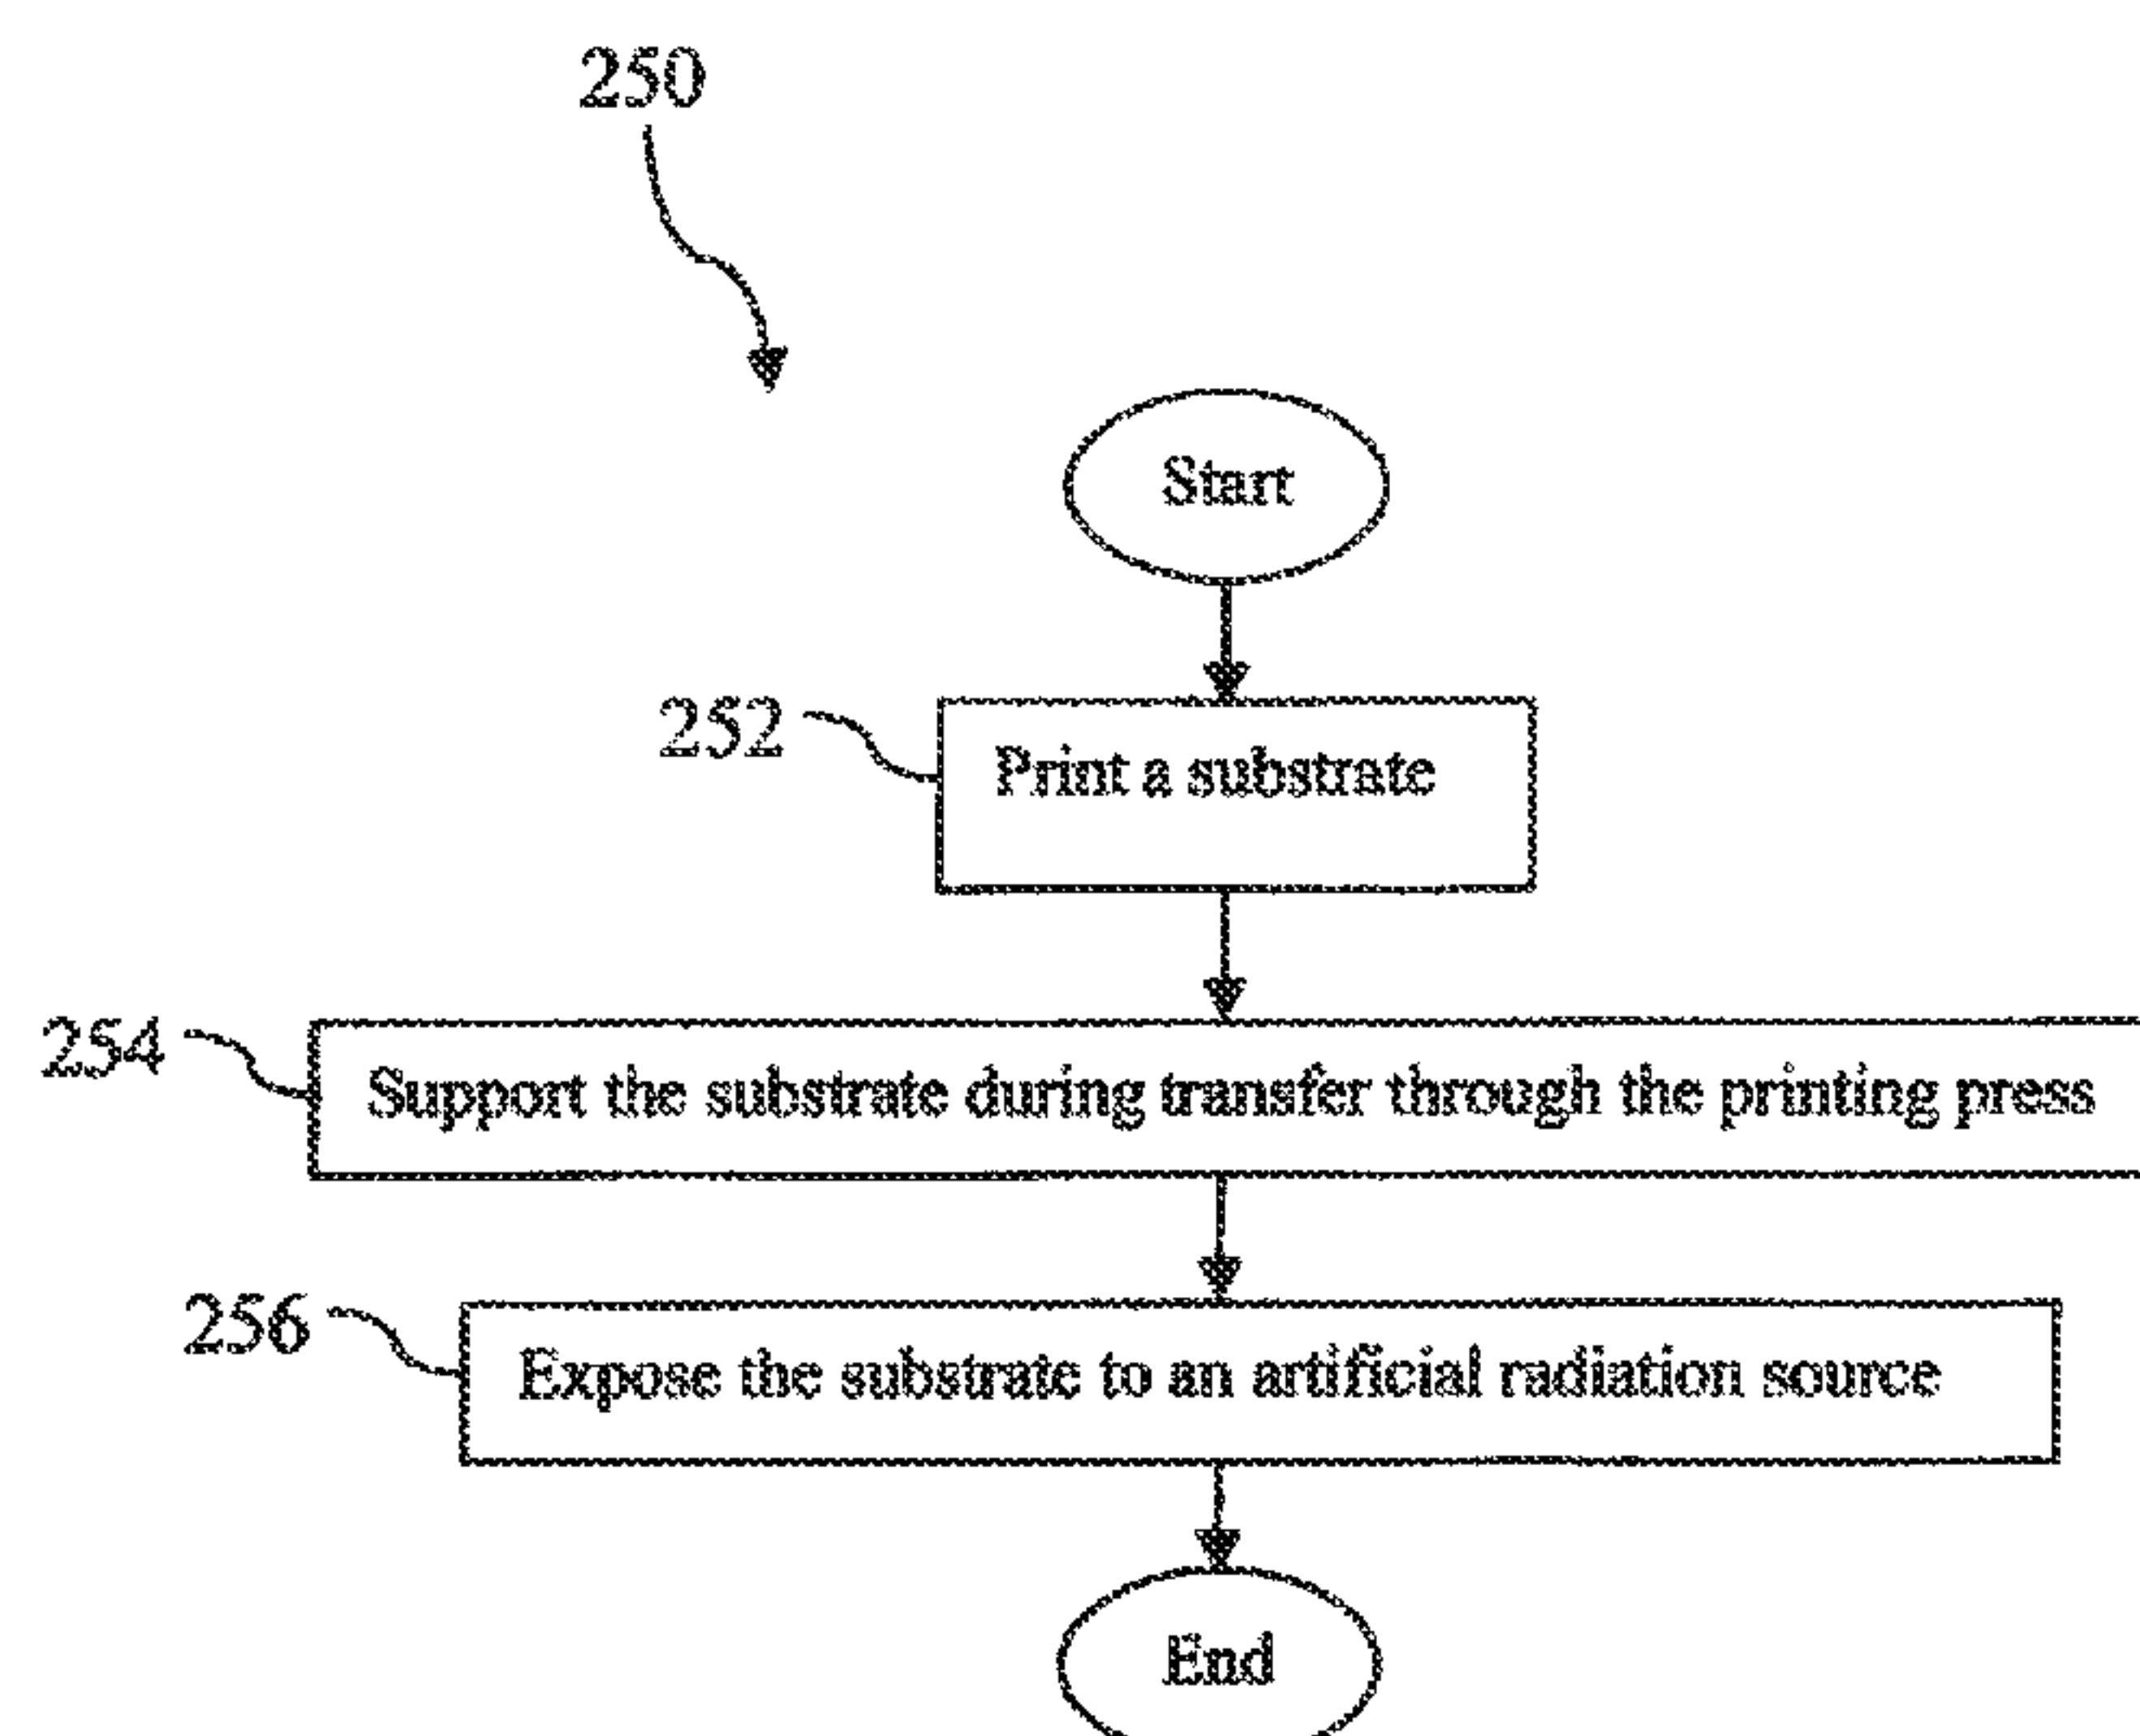 250
Start
252
Print a substrate
254
Support the substrate during transfer through the printing press
256
Expose the substrate to an artificial radiation source
End